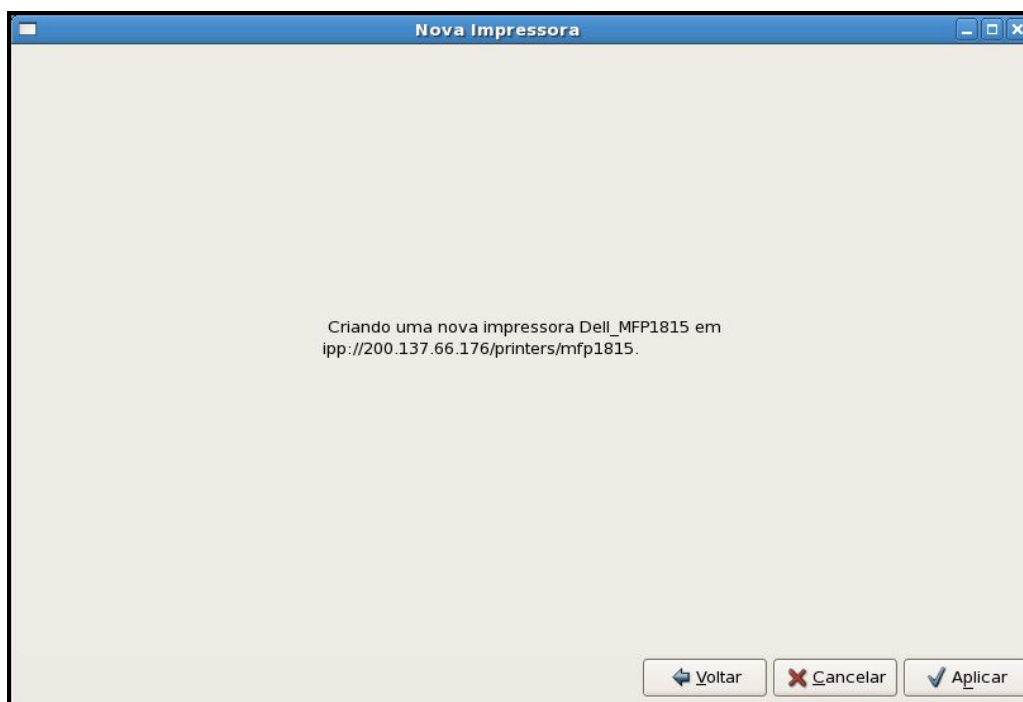 Nova Impressora
Criando uma nova impressora Dell_MFP1815 em
ipp://200.137.66.176/printers/mfp1815.
Voltar
Cancelar
Aplicar